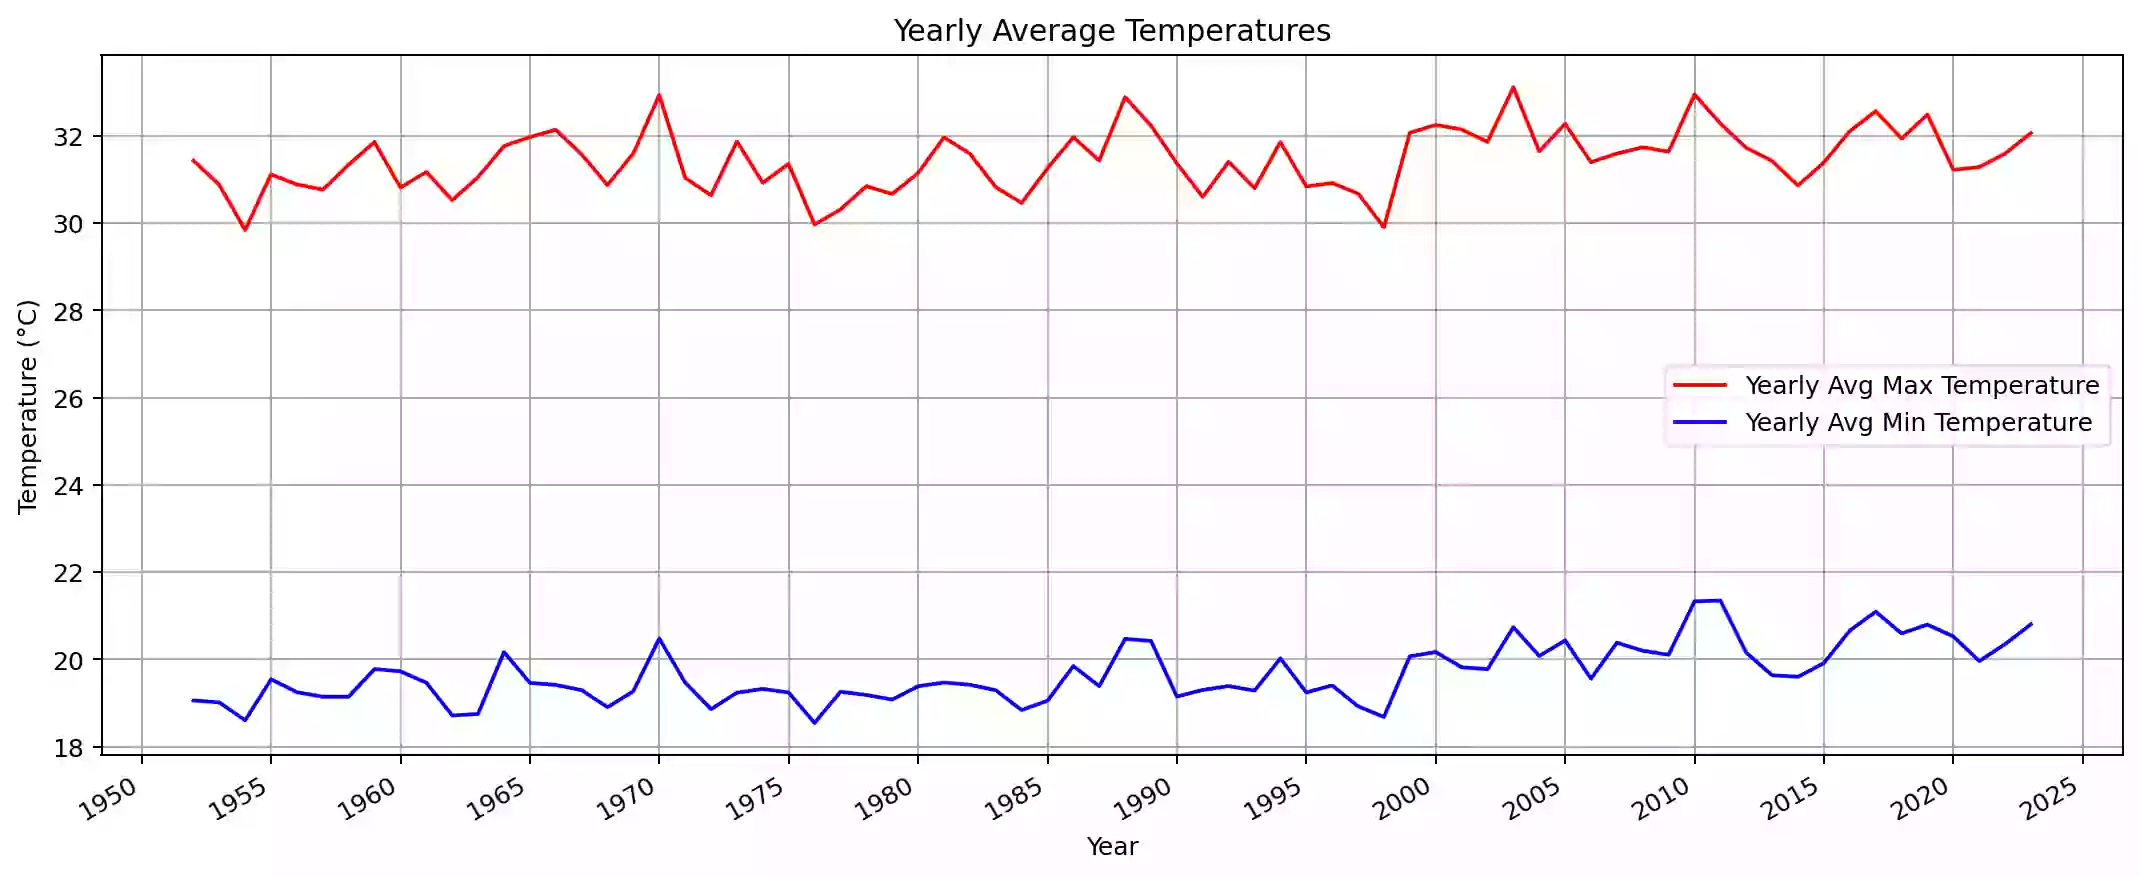 Yearly Average Temperatures
Temperature (°C)
32
30
28
26
24
22
20
18
Yearly Avg Max Temperature
Yearly Avg Min Temperature
1950 1955 1960 1965 1970 1975 1980 1985 1990 1995 2000 2005 2010 2015 2020 2025
Year